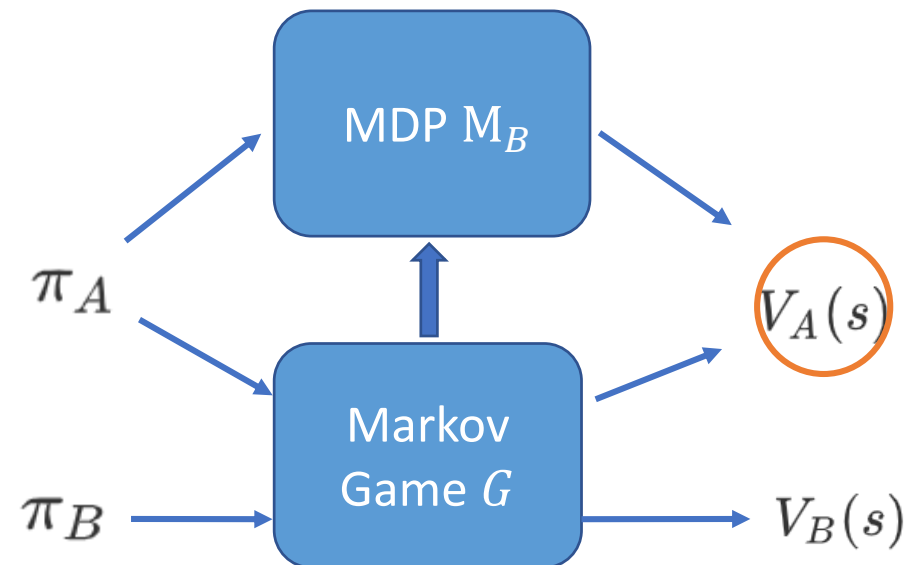 MDP M_B
π_A
V_A(s)
Markov
Game G
π_B
V_B(s)